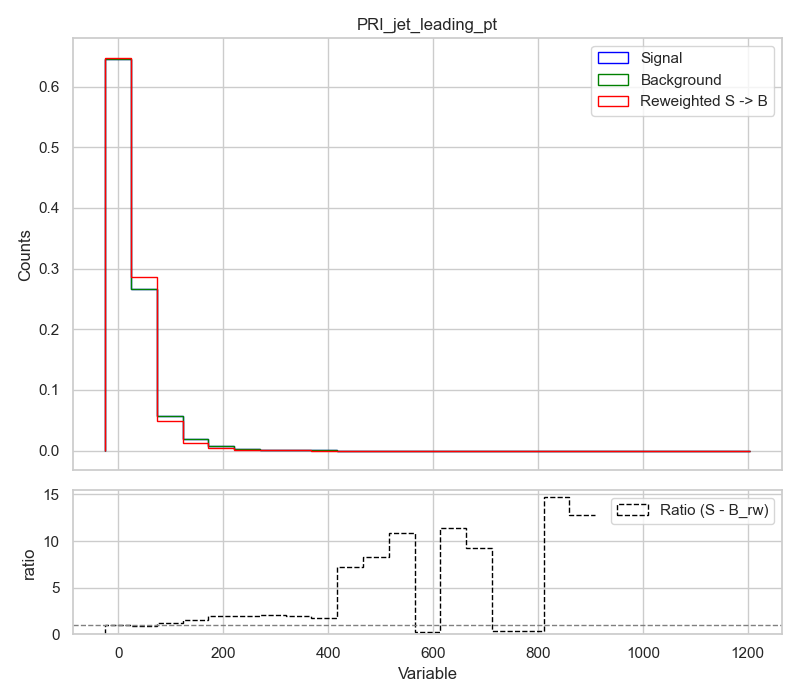 PRI_jet_leading_pt
Signal
Background
Reweighted S -> B
Counts
0.6
0.5
0.4
0.3
0.2
0.1
0.0
Ratio (S - B_rw)
ratio
15
10
5
0
0 200 400 600 800 1000 1200
Variable